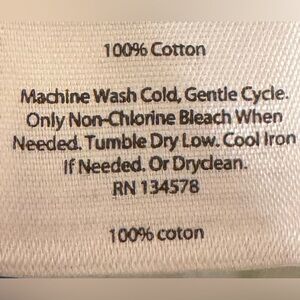 100% Cotton
Machine Wash Cold, Gentle Cycle.
Only Non-Chlorine Bleach When
Needed. Tumble Dry Low. Cool Iron
If Needed. Or Dryclean.
RN 134578
100% coton